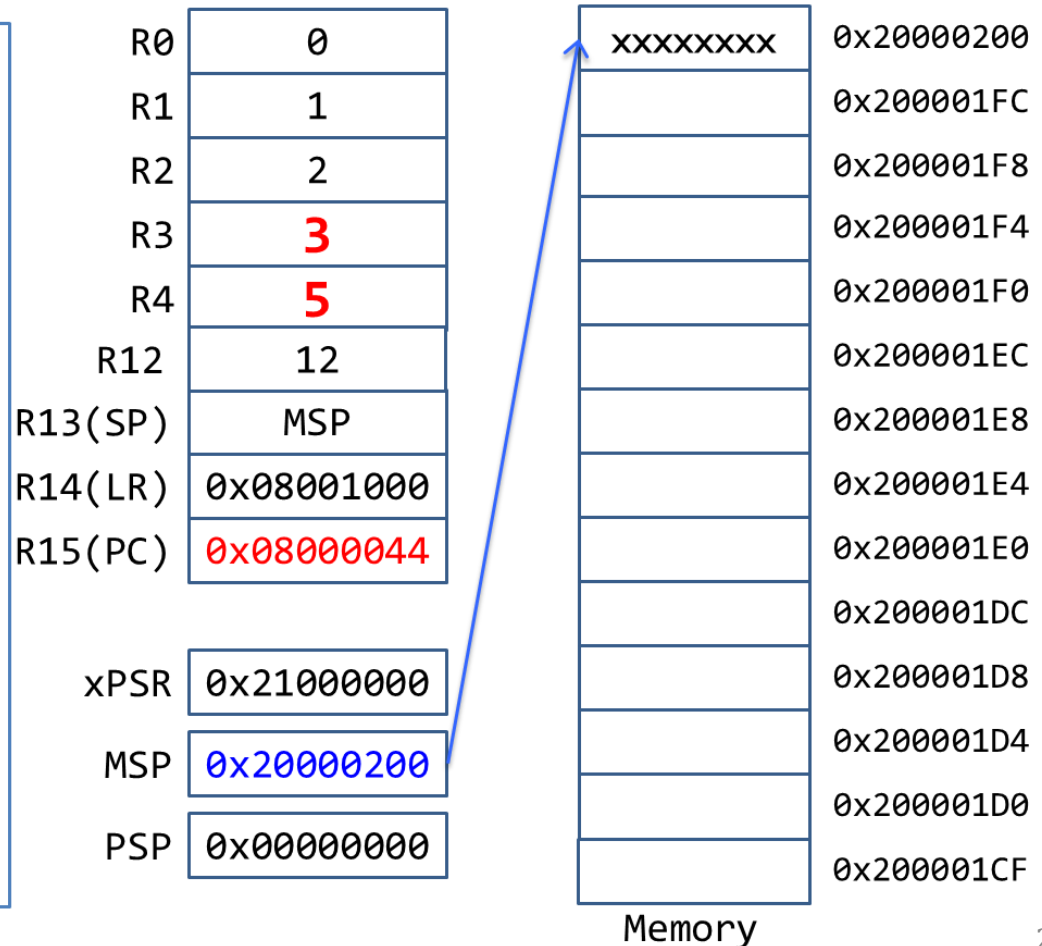 R0 0 xxxxxxxx 0x20000200
R1 1 0x200001FC
R2 2 0x200001F8
R3 3 0x200001F4
R4 5 0x200001F0
R12 12 0x200001EC
R13(SP) MSP 0x200001E8
R14(LR) 0x08001000 0x200001E4
R15(PC) 0x08000044 0x200001E0
0x200001DC
xPSR 0x21000000 0x200001D8
MSP 0x20000200 0x200001D4
0x200001D0
PSP 0x00000000 0x200001CF
Memory